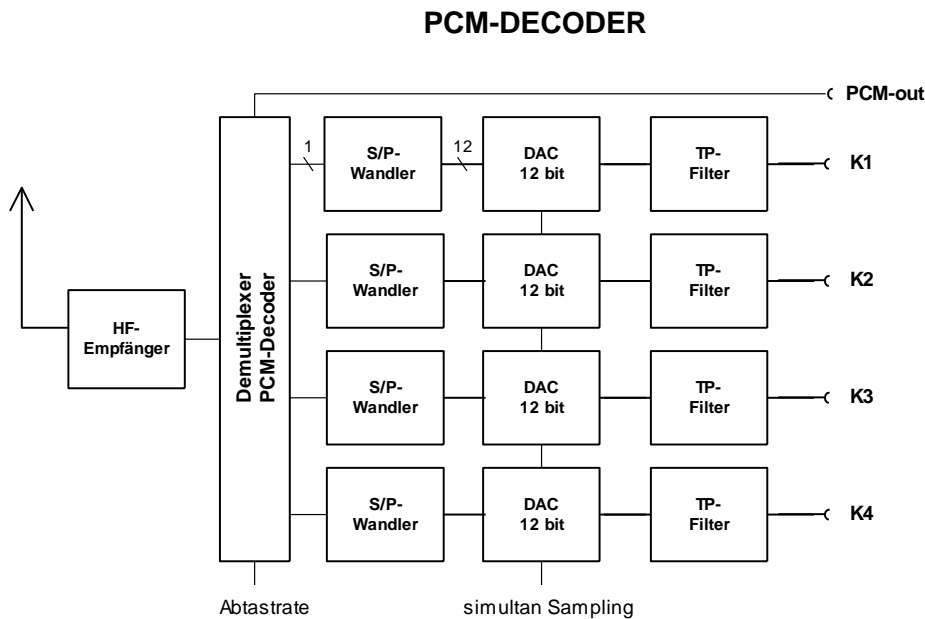 PCM-DECODER
PCM-out
1
S/P-
Wandler
12
DAC
12 bit
TP-
Filter
K1
S/P-
Wandler
DAC
12 bit
TP-
Filter
K2
HF-
Empfänger
Demultiplexer
PCM-Decoder
S/P-
Wandler
DAC
12 bit
TP-
Filter
K3
S/P-
Wandler
DAC
12 bit
TP-
Filter
K4
Abtastrate
simultan Sampling